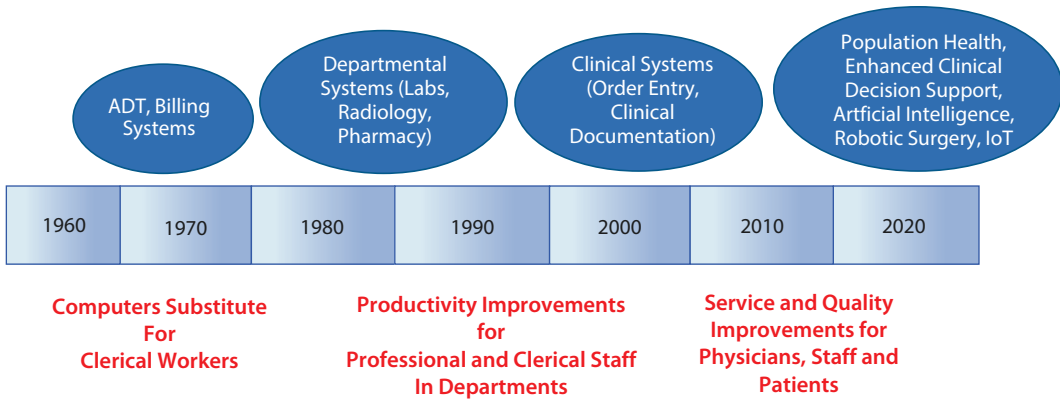 ADT, Billing
Systems
Departmental
Systems (Labs,
Radiology,
Pharmacy)
Clinical Systems
(Order Entry,
Clinical
Documentation)
Population Health,
Enhanced Clinical
Decision Support,
Artficial Intelligence,
Robotic Surgery, IoT
1960
1970
1980
1990
2000
2010
2020
Computers Substitute
For
Clerical Workers
Productivity Improvements
for
Professional and Clerical Staff
In Departments
Service and Quality
Improvements for
Physicians, Staff and
Patients